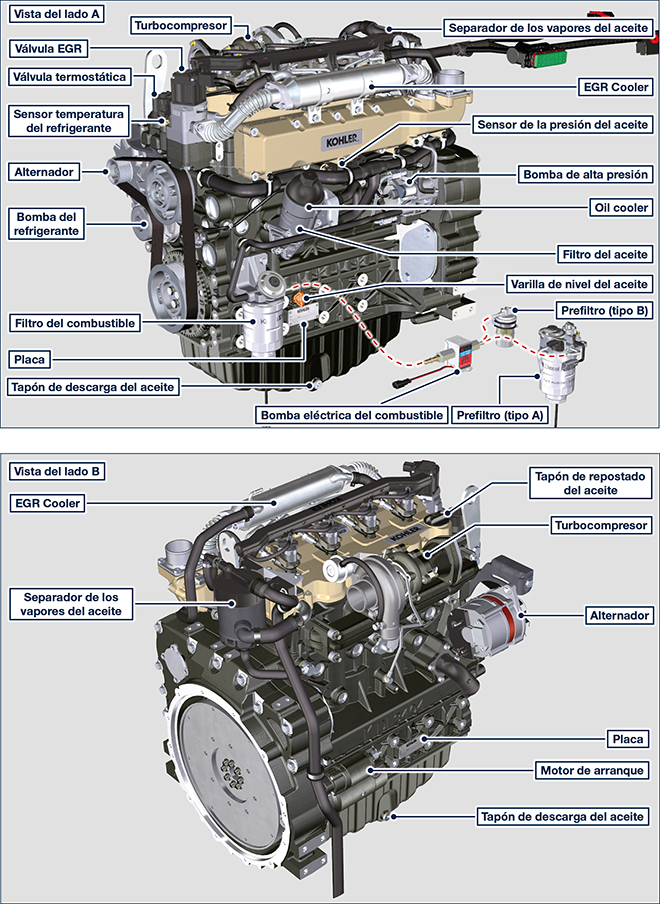 Vista del lado A
Turbocompresor
Separador de los vapores del aceite
Válvula EGR
Válvula termostática
EGR Cooler
Sensor temperatura
del refrigerante
Sensor de la presión del aceite
KOHLER
Alternador
Bomba de alta presión
Bomba del
refrigerante
Oil cooler
Filtro del aceite
Varilla de nivel del aceite
Filtro del combustible
Prefiltro (tipo B)
Placa
Tapón de descarga del aceite
Bomba eléctrica del combustible
Prefiltro (tipo A)
Vista del lado B
EGR Cooler
Tapón de repostado
del aceite
Turbocompresor
KOHLER
Separador de los
vapores del aceite
Alternador
Placa
Motor de arranque
Tapón de descarga del aceite